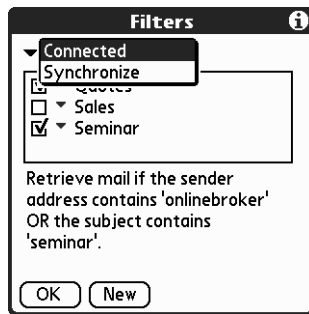 Filters
Connected
Synchronize
Quotes
Sales
Seminar
Retrieve mail if the sender
address contains 'onlinebroker'
OR the subject contains
'seminar'.
OK New